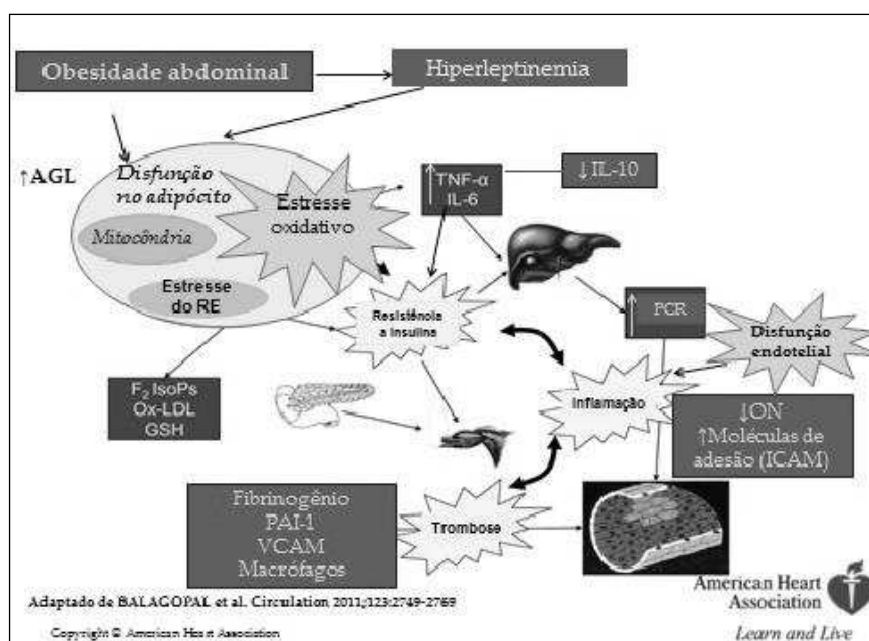 Obesidade abdominal
Hiperleptinemia
↑AGL
Disfunção
no adipócito
Mitocôndria
Estresse
do RE
Estresse
oxidativo
↑TNF-α
IL-6
↓IL-10
Resistência
a insulina
↑ PCR
Disfunção
endotelial
F₂ IsoPs
Ox-LDL
GSH
Inflamação
↓ON
↑Moléculas de
adesão (ICAM)
Fibrinogênio
PAI-1
VCAM
Macrófagos
Trombose
Adaptado de BALAGOPAL et al. Circulation 2011;123:2749-2769
Copyright © American Heart Association
American Heart
Association
Learn and Live